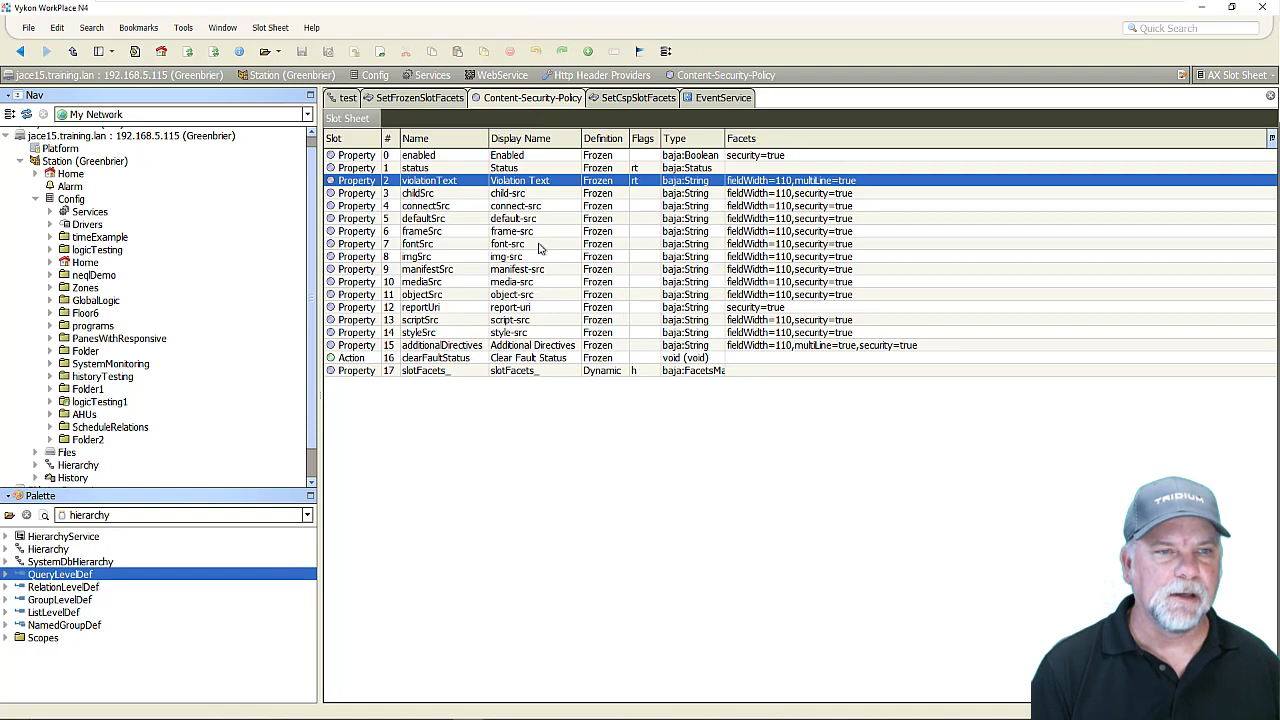 Vykon WorkPlace N4
File Edit Search Bookmarks Tools Window Slot Sheet Help
Quick Search
jace15.training.lan : 192.168.5.115 (Greenbrier) Station (Greenbrier) Config Services WebService Http Header Providers Content-Security-Policy AX Slot Sheet
Nav
My Network
jace15.training.lan : 192.168.5.115 (Greenbrier)
Platform
Station (Greenbrier)
Home
Alarm
Config
Services
Drivers
timeExample
logicTesting
Home
neqlDemo
Zones
GlobalLogic
Floor6
programs
PanesWithResponsive
Folder
SystemMonitoring
historyTesting
Folder1
logicTesting1
AHUs
ScheduleRelations
Folder2
Files
Hierarchy
History
Palette
hierarchy
HierarchyService
Hierarchy
SystemDbHierarchy
QueryLevelDef
RelationLevelDef
GroupLevelDef
ListLevelDef
NamedGroupDef
Scopes
test SetFrozenSlotFacets Content-Security-Policy SetCspSlotFacets EventService
Slot Sheet
Slot # Name Display Name Definition Flags Type Facets
Property 0 enabled Enabled Frozen baja:Boolean security=true
Property 1 status Status Frozen rt baja:Status
Property 2 violationText Violation Text Frozen rt baja:String fieldWidth=110,multiLine=true
Property 3 childSrc child-src Frozen baja:String fieldWidth=110,security=true
Property 4 connectSrc connect-src Frozen baja:String fieldWidth=110,security=true
Property 5 defaultSrc default-src Frozen baja:String fieldWidth=110,security=true
Property 6 frameSrc frame-src Frozen baja:String fieldWidth=110,security=true
Property 7 fontSrc font-src Frozen baja:String fieldWidth=110,security=true
Property 8 imgSrc img-src Frozen baja:String fieldWidth=110,security=true
Property 9 manifestSrc manifest-src Frozen baja:String fieldWidth=110,security=true
Property 10 mediaSrc media-src Frozen baja:String fieldWidth=110,security=true
Property 11 objectSrc object-src Frozen baja:String fieldWidth=110,security=true
Property 12 reportUri report-uri Frozen baja:String security=true
Property 13 scriptSrc script-src Frozen baja:String fieldWidth=110,security=true
Property 14 styleSrc style-src Frozen baja:String fieldWidth=110,security=true
Property 15 additionalDirectives Additional Directives Frozen baja:String fieldWidth=110,multiLine=true,security=true
Action 16 clearFaultStatus Clear Fault Status Frozen void (void)
Property 17 slotFacets_ slotFacets_ Dynamic h baja:FacetsMa
TRIDIUM